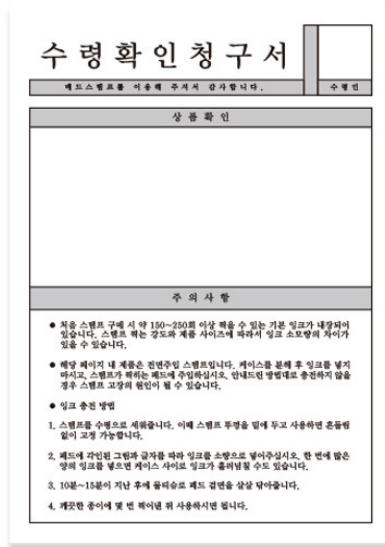 수령확인청구서
패드스탬프를 이용해 주셔서 감사합니다.
수령인
상품확인
주의사항
● 처음 스탬프 구매 시 약 150~250회 이상 찍을 수 있는 기본 잉크가 내장되어
있습니다. 스탬프 찍는 강도와 제품 사이즈에 따라서 잉크 소모량의 차이가
있을 수 있습니다.
● 해당 페이지 내 제품은 전면주입 스탬프입니다. 케이스를 분해 후 잉크를 넣지
마시고, 스탬프가 찍히는 패드에 주입하십시오. 안내드린 방법대로 충전하지 않을
경우 스탬프 고장의 원인이 될 수 있습니다.
● 잉크 충전 방법
1. 스탬프를 수평으로 세워줍니다. 이때 스탬프 뚜껑을 밑에 두고 사용하면 흔들림
없이 고정 가능합니다.
2. 패드에 각인된 그림과 글자를 따라 잉크를 소량으로 넣어주십시오. 한 번에 많은
양의 잉크를 넣으면 케이스 사이로 잉크가 흘러넘칠 수도 있습니다.
3. 10분~15분이 지난 후에 물티슈로 패드 겉면을 살살 닦아줍니다.
4. 깨끗한 종이에 몇 번 찍어낸 뒤 사용하시면 됩니다.